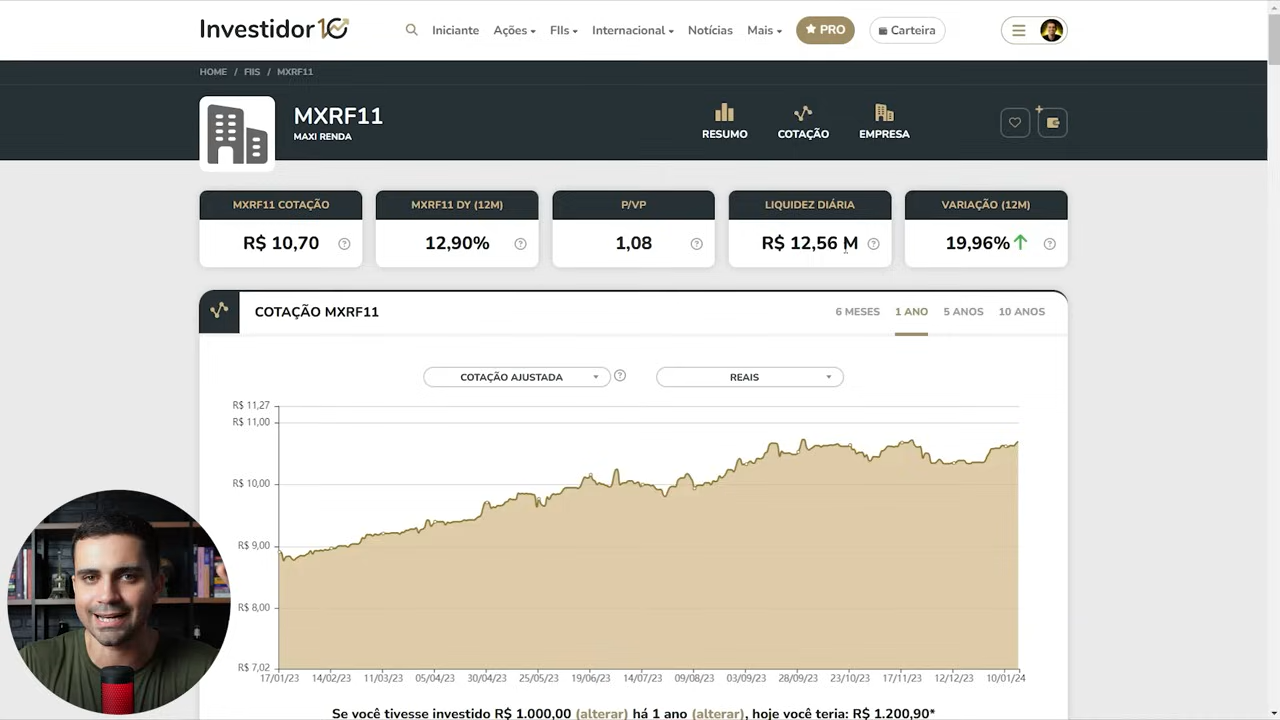 Investidor10 Iniciante Ações FIIs Internacional Notícias Mais PRO Carteira
HOME / FIIS / MXRF11
MXRF11
MAXI RENDA
RESUMO COTAÇÃO EMPRESA
MXRF11 COTAÇÃO MXRF11 DY (12M) P/VP LIQUIDEZ DIÁRIA VARIAÇÃO (12M)
R$ 10,70 ? 12,90% ? 1,08 ? R$ 12,56 M ? 19,96% ?
COTAÇÃO MXRF11 6 MESES 1 ANO 5 ANOS 10 ANOS
COTAÇÃO AJUSTADA ? REAIS
R$ 11,27
R$ 11,00
R$ 10,00
R$ 9,00
R$ 8,00
R$ 7,02
17/01/23 14/02/23 11/03/23 05/04/23 30/04/23 25/05/23 19/06/23 14/07/23 09/08/23 03/09/23 28/09/23 23/10/23 17/11/23 12/12/23 10/01/24
Se você tivesse investido R$ 1.000,00 (alterar) há 1 ano (alterar), hoje você teria: R$ 1.200,90*